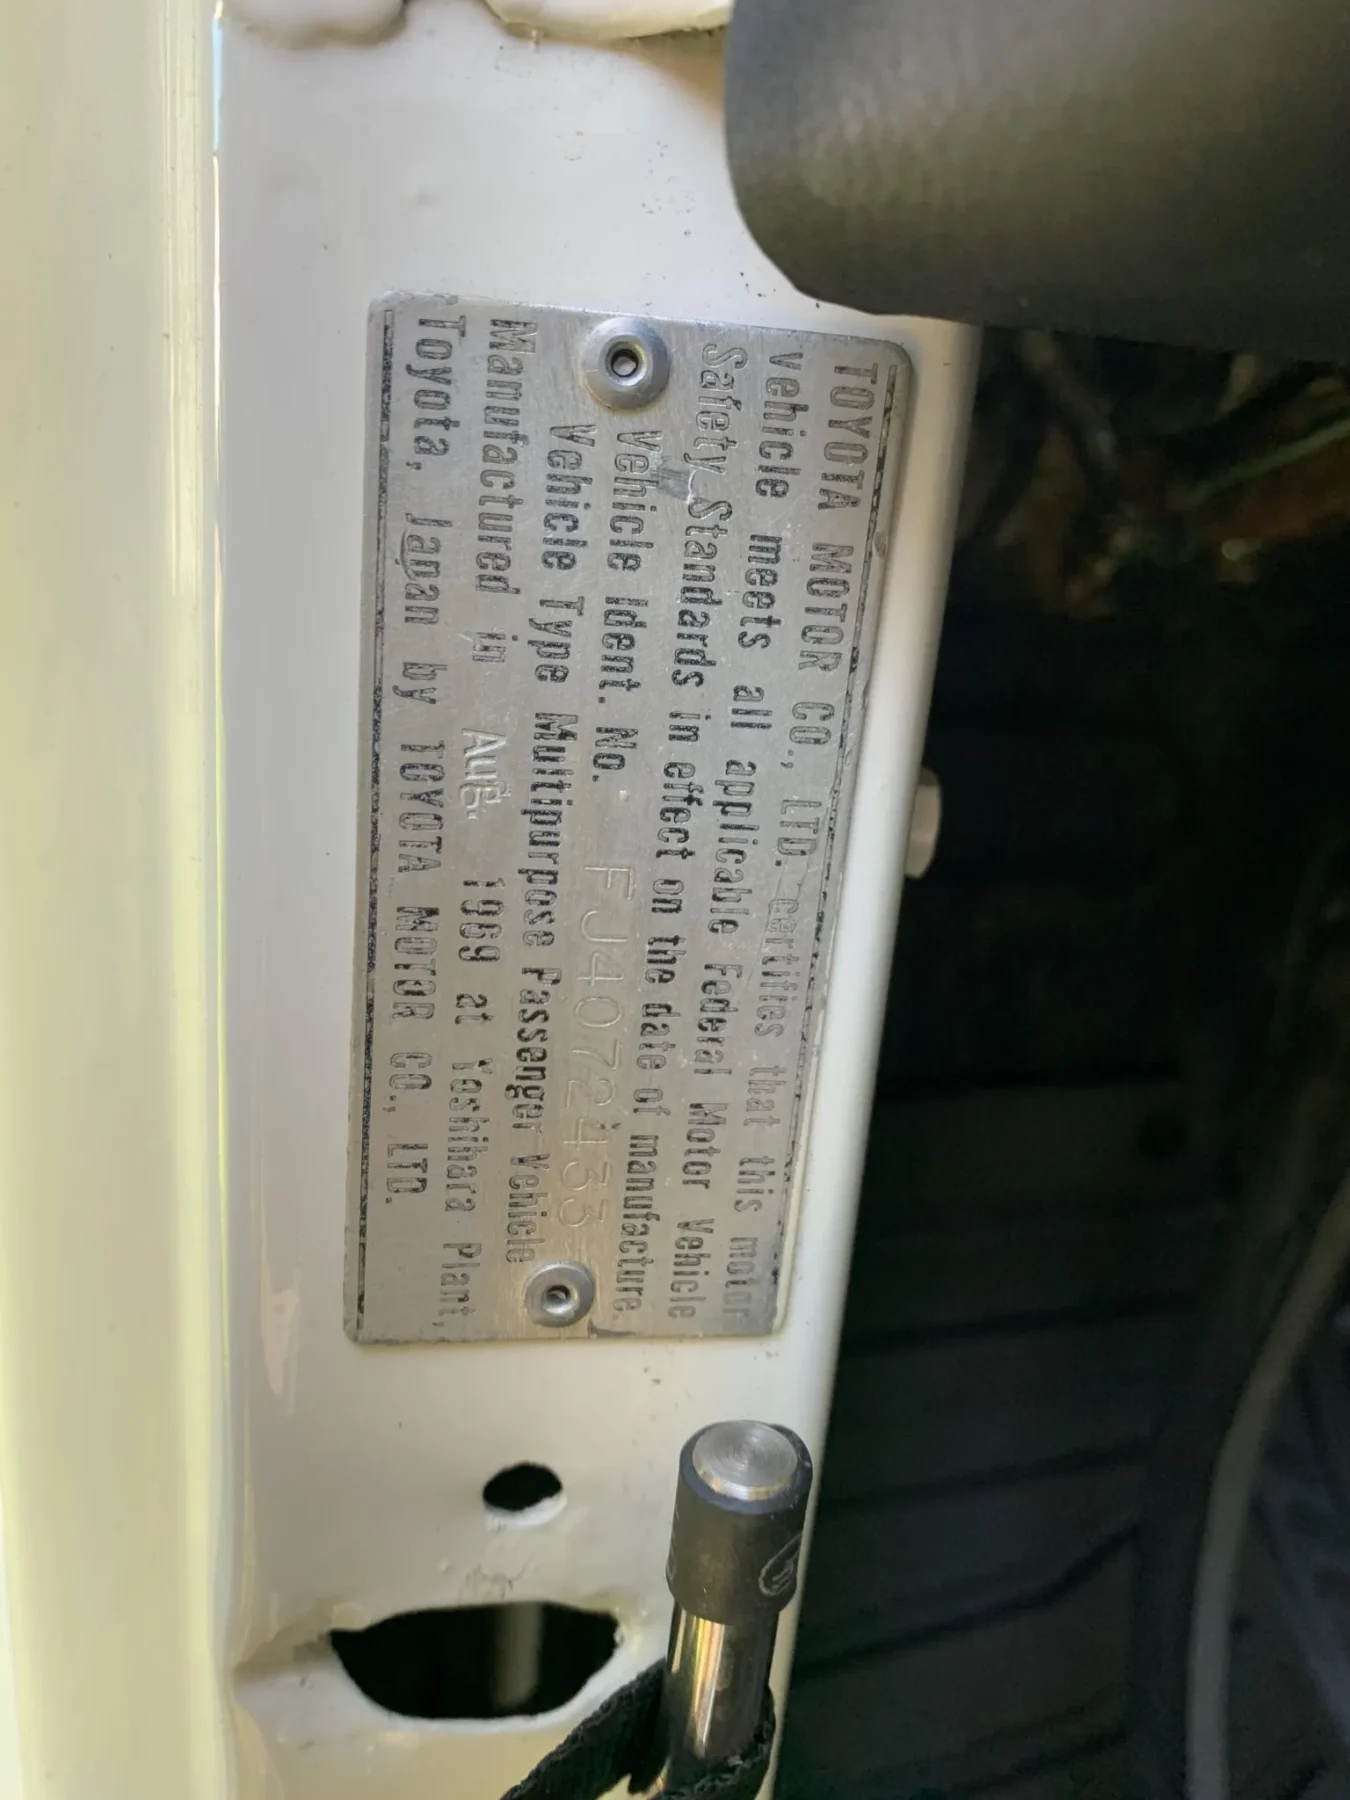 TOYOTA MOTOR CO., LTD. certifies that this motor
vehicle meets all applicable Federal Motor Vehicle
Safety Standards in effect on the date of manufacture.
Vehicle Ident. No. FJ4072433
Vehicle Type Multipurpose Passenger Vehicle
Manufactured in Aug. 1969 at Yoshihara Plant,
Toyota, Japan by TOYOTA MOTOR CO., LTD.